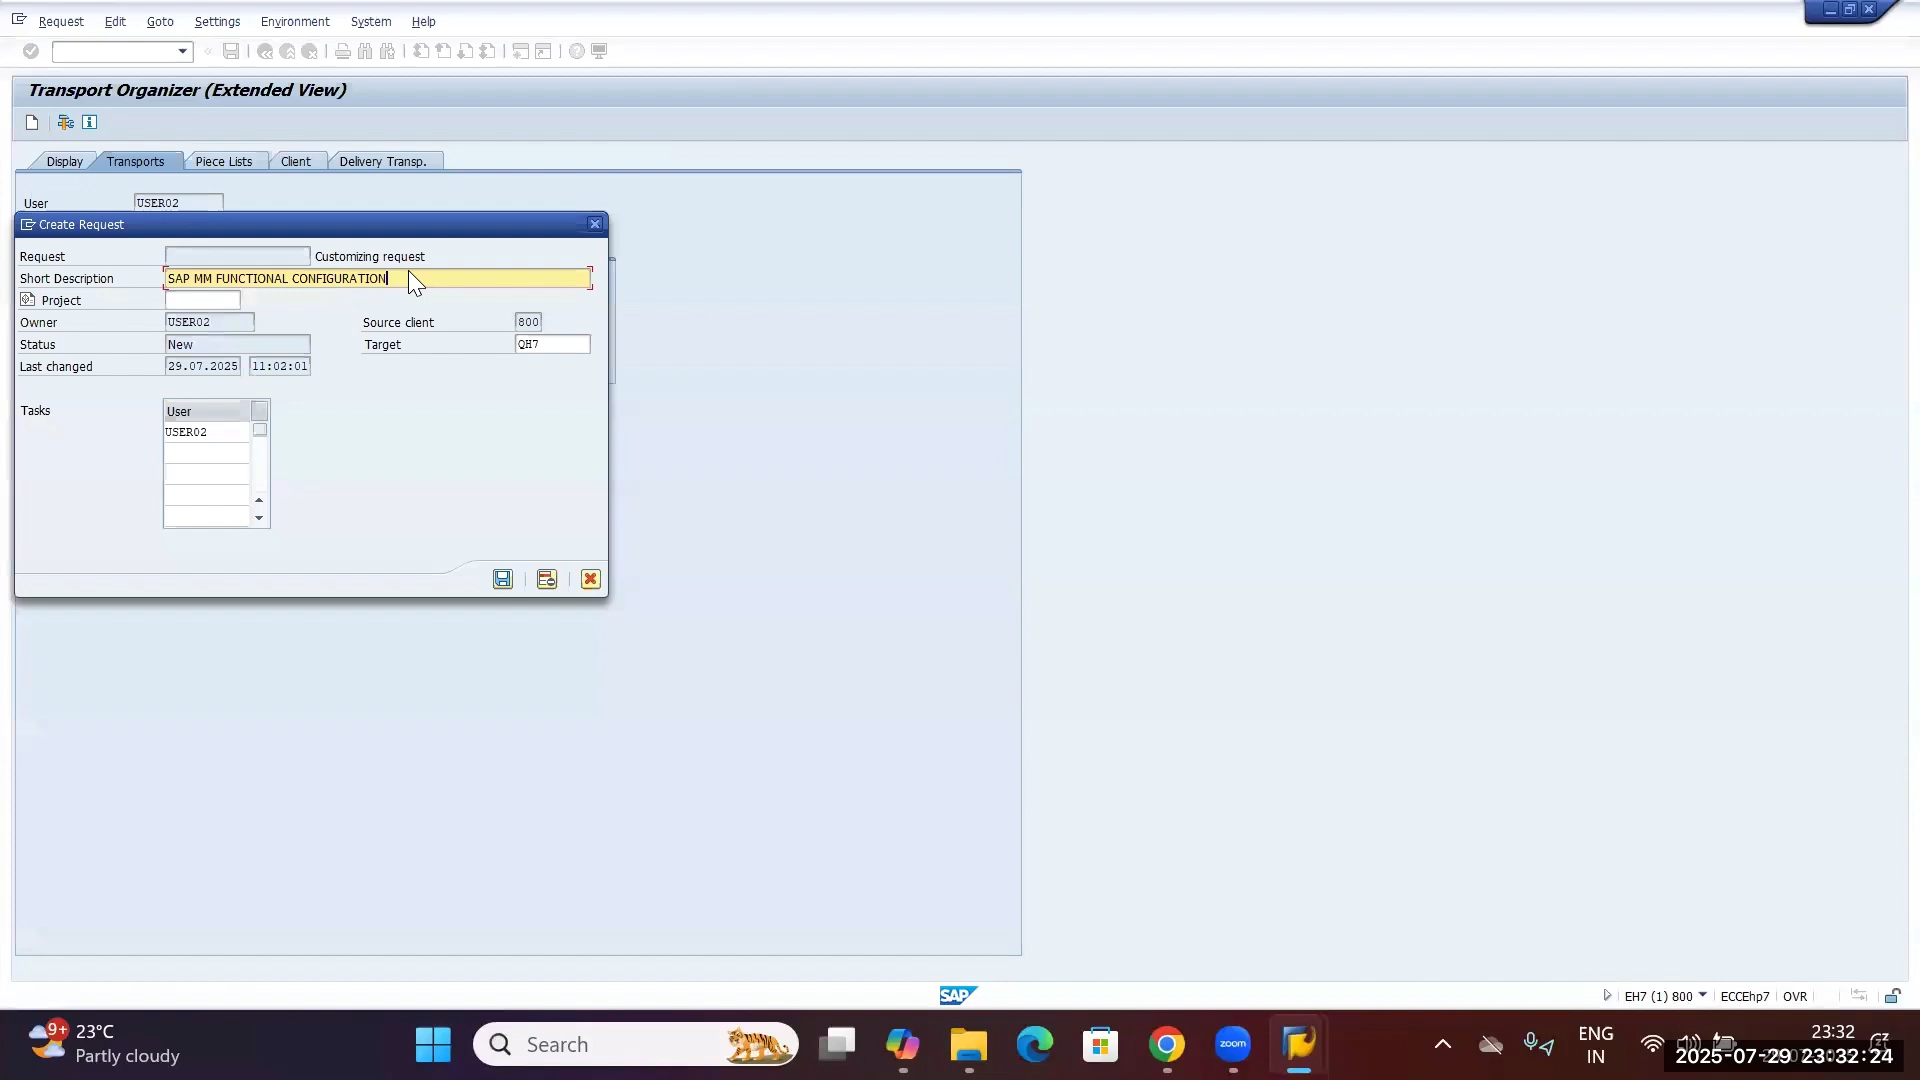 Request Edit Goto Settings Environment System Help
Transport Organizer (Extended View)
Display Transports Piece Lists Client Delivery Transp.
User USER02
Create Request
Request Customizing request
Short Description SAP MM FUNCTIONAL CONFIGURATION
Project
Owner USER02 Source client 800
Status New Target QH7
Last changed 29.07.2025 11:02:01
Tasks User
USER02
SAP EH7 (1) 800 ECCEhp7 OVR
9+ 23°C Partly cloudy
Search
zoom
ENG IN
23:32
2025-07-29 23:32:24